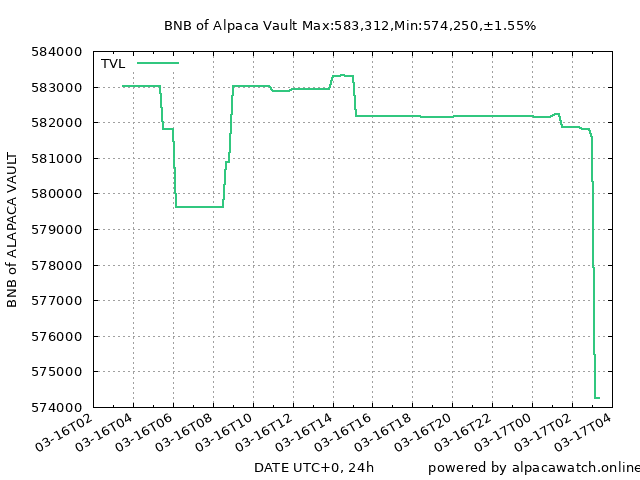 BNB of Alpaca Vault Max:583,312,Min:574,250,±1.55%
TVL
584000
583000
582000
581000
580000
579000
578000
577000
576000
575000
574000
BNB of ALAPACA VAULT
03-16T02
03-16T04
03-16T06
03-16T08
03-16T10
03-16T12
03-16T14
03-16T16
03-16T18
03-16T20
03-16T22
03-17T00
03-17T02
03-17T04
DATE UTC+0, 24h
powered by alpacawatch.online